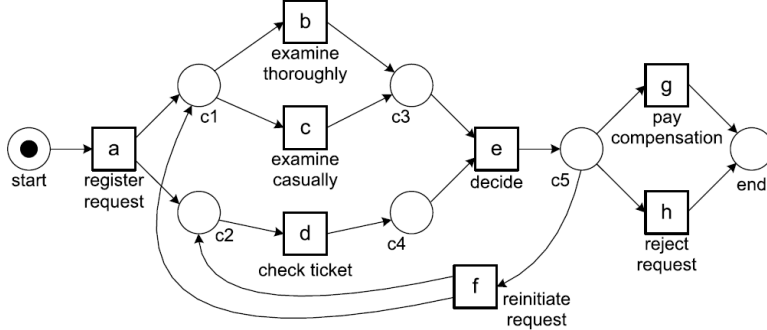 b
examine
thoroughly
c1
c3
c
examine
casually
g
pay
compensation
start
a
register
request
e
decide
c5
end
c2
d
check ticket
c4
h
reject
request
f
reinitiate
request